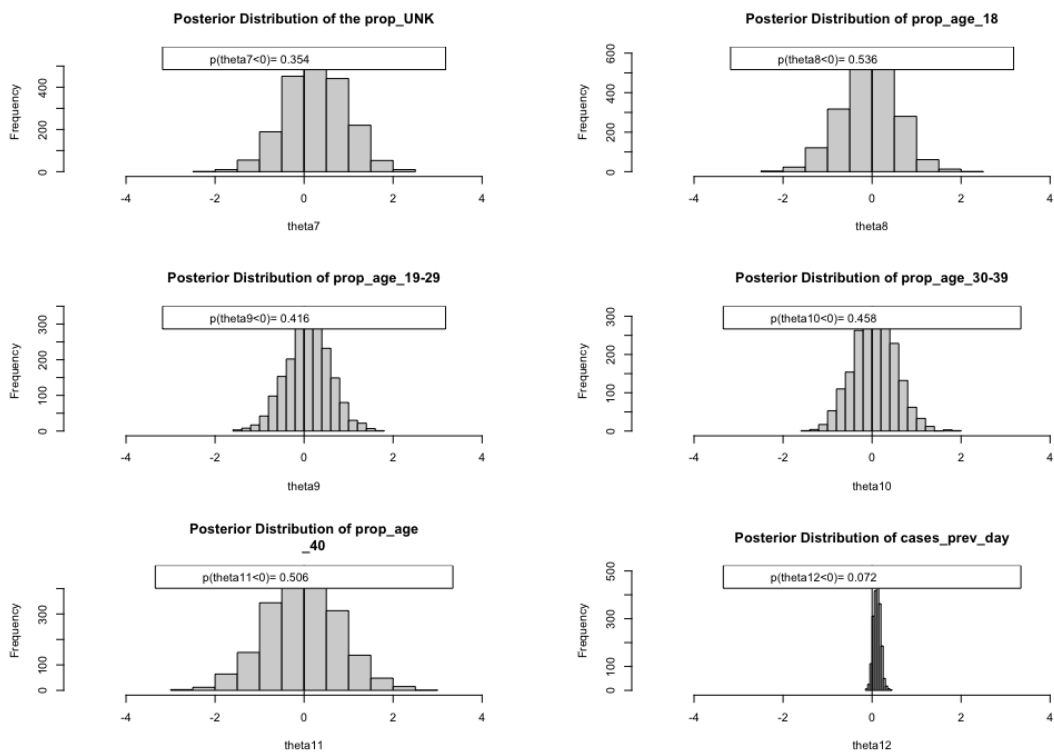 Posterior Distribution of the prop_UNK
p(theta7<0)= 0.354
Frequency
0
200
400
-4
-2
0
2
4
theta7
Posterior Distribution of prop_age_18
p(theta8<0)= 0.536
Frequency
0
200
400
600
-4
-2
0
2
4
theta8
Posterior Distribution of prop_age_19-29
p(theta9<0)= 0.416
Frequency
0
100
200
300
-4
-2
0
2
4
theta9
Posterior Distribution of prop_age_30-39
p(theta10<0)= 0.458
Frequency
0
100
200
300
-4
-2
0
2
4
theta10
Posterior Distribution of prop_age
_40
p(theta11<0)= 0.506
Frequency
0
100
300
-4
-2
0
2
4
theta11
Posterior Distribution of cases_prev_day
p(theta12<0)= 0.072
Frequency
0
100
300
500
-4
-2
0
2
4
theta12